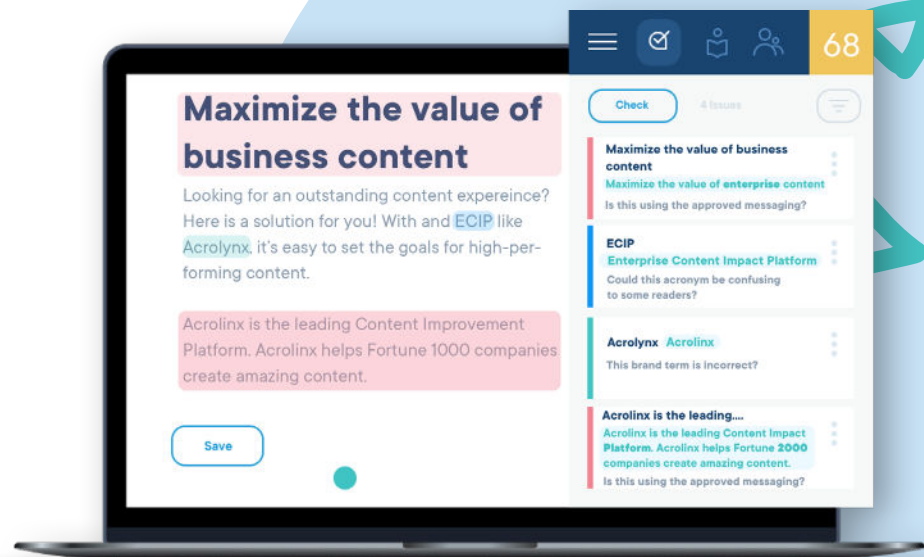 68
Maximize the value of
business content
Looking for an outstanding content expereince?
Here is a solution for you! With and ECIP like
Acrolynx, it's easy to set the goals for high-per-
forming content.
Acrolinx is the leading Content Improvement
Platform. Acrolinx helps Fortune 1000 companies
create amazing content.
Save
Check
4 Issues
Maximize the value of business
content
Maximize the value of enterprise content
Is this using the approved messaging?
ECIP
Enterprise Content Impact Platform
Could this acronym be confusing
to some readers?
Acrolynx Acrolinx
This brand term is incorrect?
Acrolinx is the leading....
Acrolinx is the leading Content Impact
Platform. Acrolinx helps Fortune 2000
companies create amazing content.
Is this using the approved messaging?